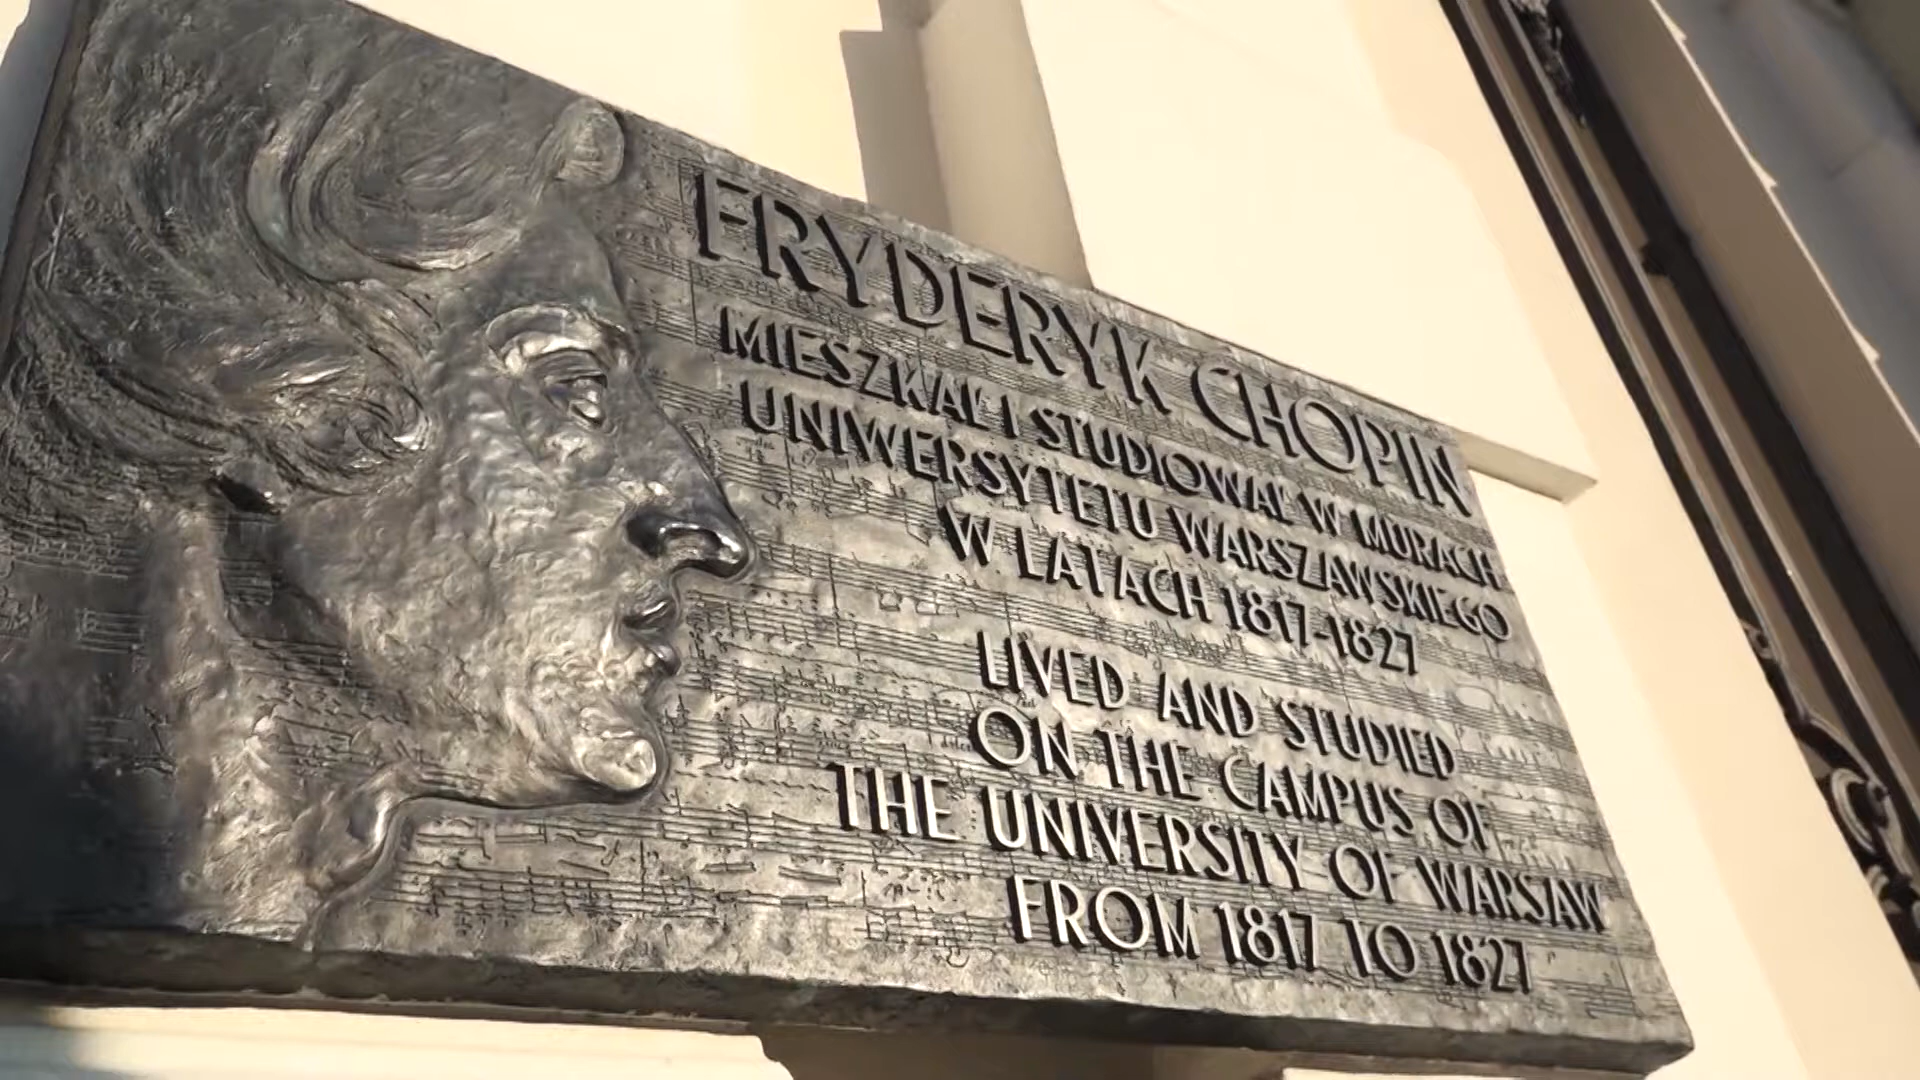 FRYDERYK CHOPIN
MIESZKAŁ I STUDIOWAŁ W MURACH
UNIWERSYTETU WARSZAWSKIEGO
W LATACH 1817-1827
LIVED AND STUDIED
ON THE CAMPUS OF
THE UNIVERSITY OF WARSZAW
FROM 1817 TO 1827